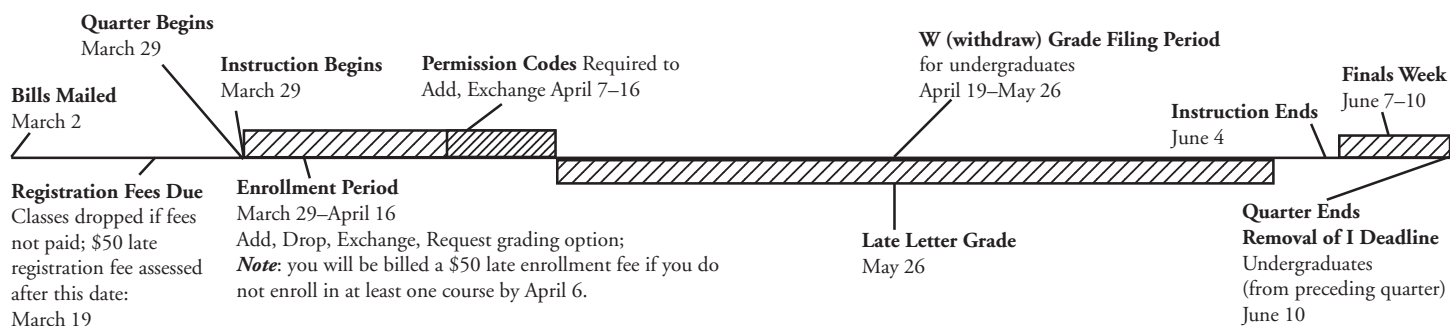 Quarter Begins
March 29
Bills Mailed
March 2
Instruction Begins
March 29
Permission Codes Required to
Add, Exchange April 7–16
W (withdraw) Grade Filing Period
for undergraduates
April 19–May 26
Instruction Ends
June 4
Finals Week
June 7–10
Registration Fees Due
Classes dropped if fees
not paid; $50 late
registration fee assessed
after this date:
March 19
Enrollment Period
March 29–April 16
Add, Drop, Exchange, Request grading option;
Note: you will be billed a $50 late enrollment fee if you do
not enroll in at least one course by April 6.
Late Letter Grade
May 26
Quarter Ends
Removal of I Deadline
Undergraduates
(from preceding quarter)
June 10